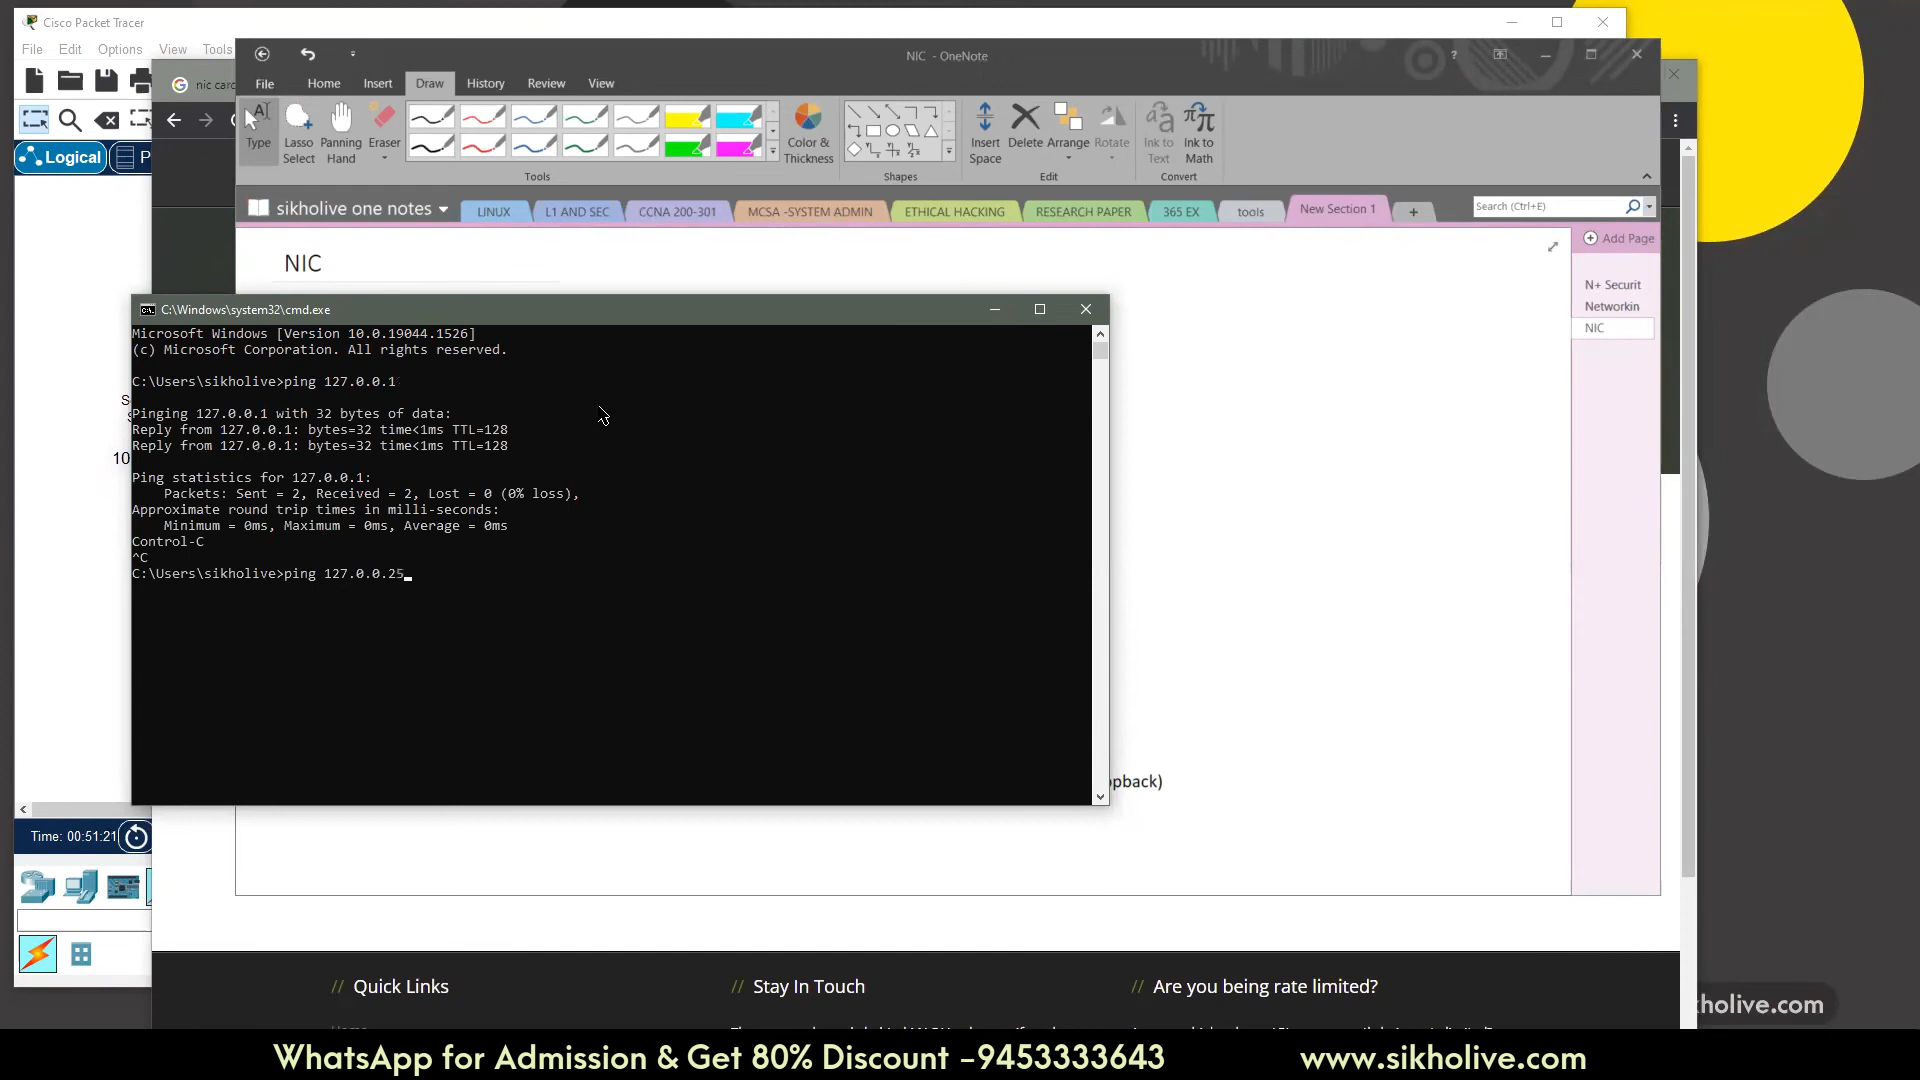 Cisco Packet Tracer
File Edit Options View Tools
nic card
NIC - OneNote
File Home Insert Draw History Review View
Type
Lasso Select
Panning Hand
Eraser
Color & Thickness
Insert Space
Delete
Arrange
Rotate
Ink to Text
Ink to Math
Tools
Shapes
Edit
Convert
Logical
P
sikholive one notes
LINUX
L1 AND SEC
CCNA 200-301
MCSA -SYSTEM ADMIN
ETHICAL HACKING
RESEARCH PAPER
365 EX
tools
New Section 1
Search (Ctrl+E)
Add Page
NIC
N+ Securit
Networkin
NIC
C:\Windows\system32\cmd.exe
Microsoft Windows [Version 10.0.19044.1526]
(c) Microsoft Corporation. All rights reserved.
C:\Users\sikholive>ping 127.0.0.1
Pinging 127.0.0.1 with 32 bytes of data:
Reply from 127.0.0.1: bytes=32 time<1ms TTL=128
Reply from 127.0.0.1: bytes=32 time<1ms TTL=128
Ping statistics for 127.0.0.1:
Packets: Sent = 2, Received = 2, Lost = 0 (0% loss),
Approximate round trip times in milli-seconds:
Minimum = 0ms, Maximum = 0ms, Average = 0ms
Control-C
^C
C:\Users\sikholive>ping 127.0.0.25
10
opback)
Time: 00:51:21
// Quick Links
// Stay In Touch
// Are you being rate limited?
kholive.com
WhatsApp for Admission & Get 80% Discount –9453333643
www.sikholive.com